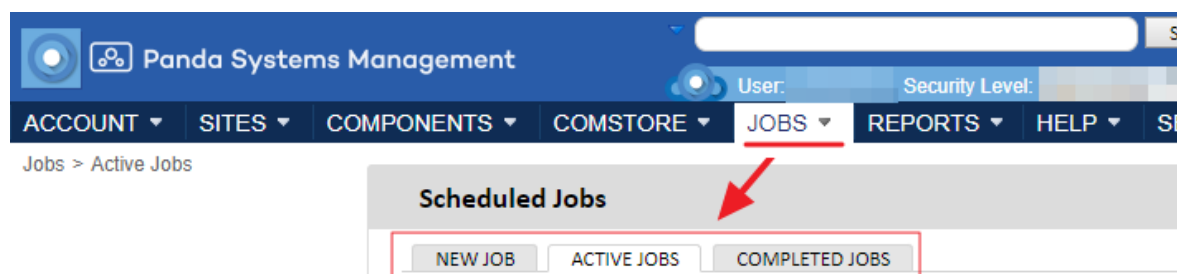 Panda Systems Management
User: Security Level:
ACCOUNT SITES COMPONENTS COMSTORE JOBS REPORTS HELP
Jobs > Active Jobs
Scheduled Jobs
NEW JOB ACTIVE JOBS COMPLETED JOBS